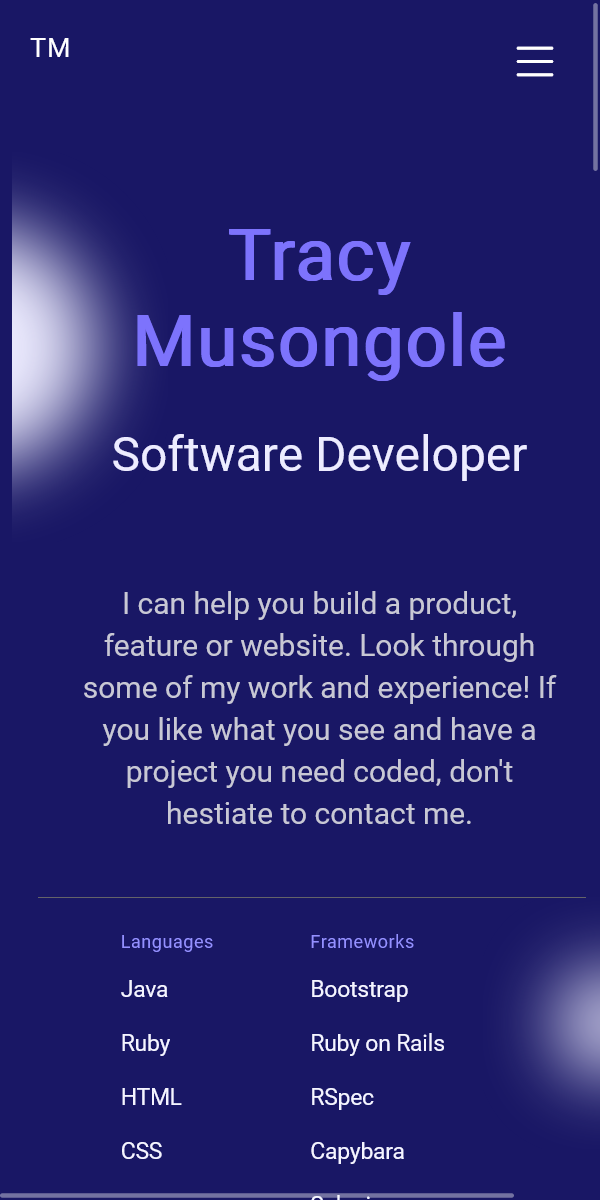 TM
Tracy
Musongole
Software Developer
I can help you build a product,
feature or website. Look through
some of my work and experience! If
you like what you see and have a
project you need coded, don't
hestiate to contact me.
Languages
Frameworks
Java
Bootstrap
Ruby
Ruby on Rails
HTML
RSpec
CSS
Capybara